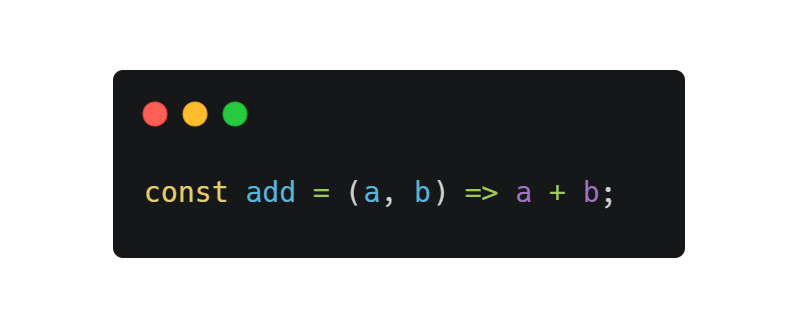 const add = (a, b) => a + b;